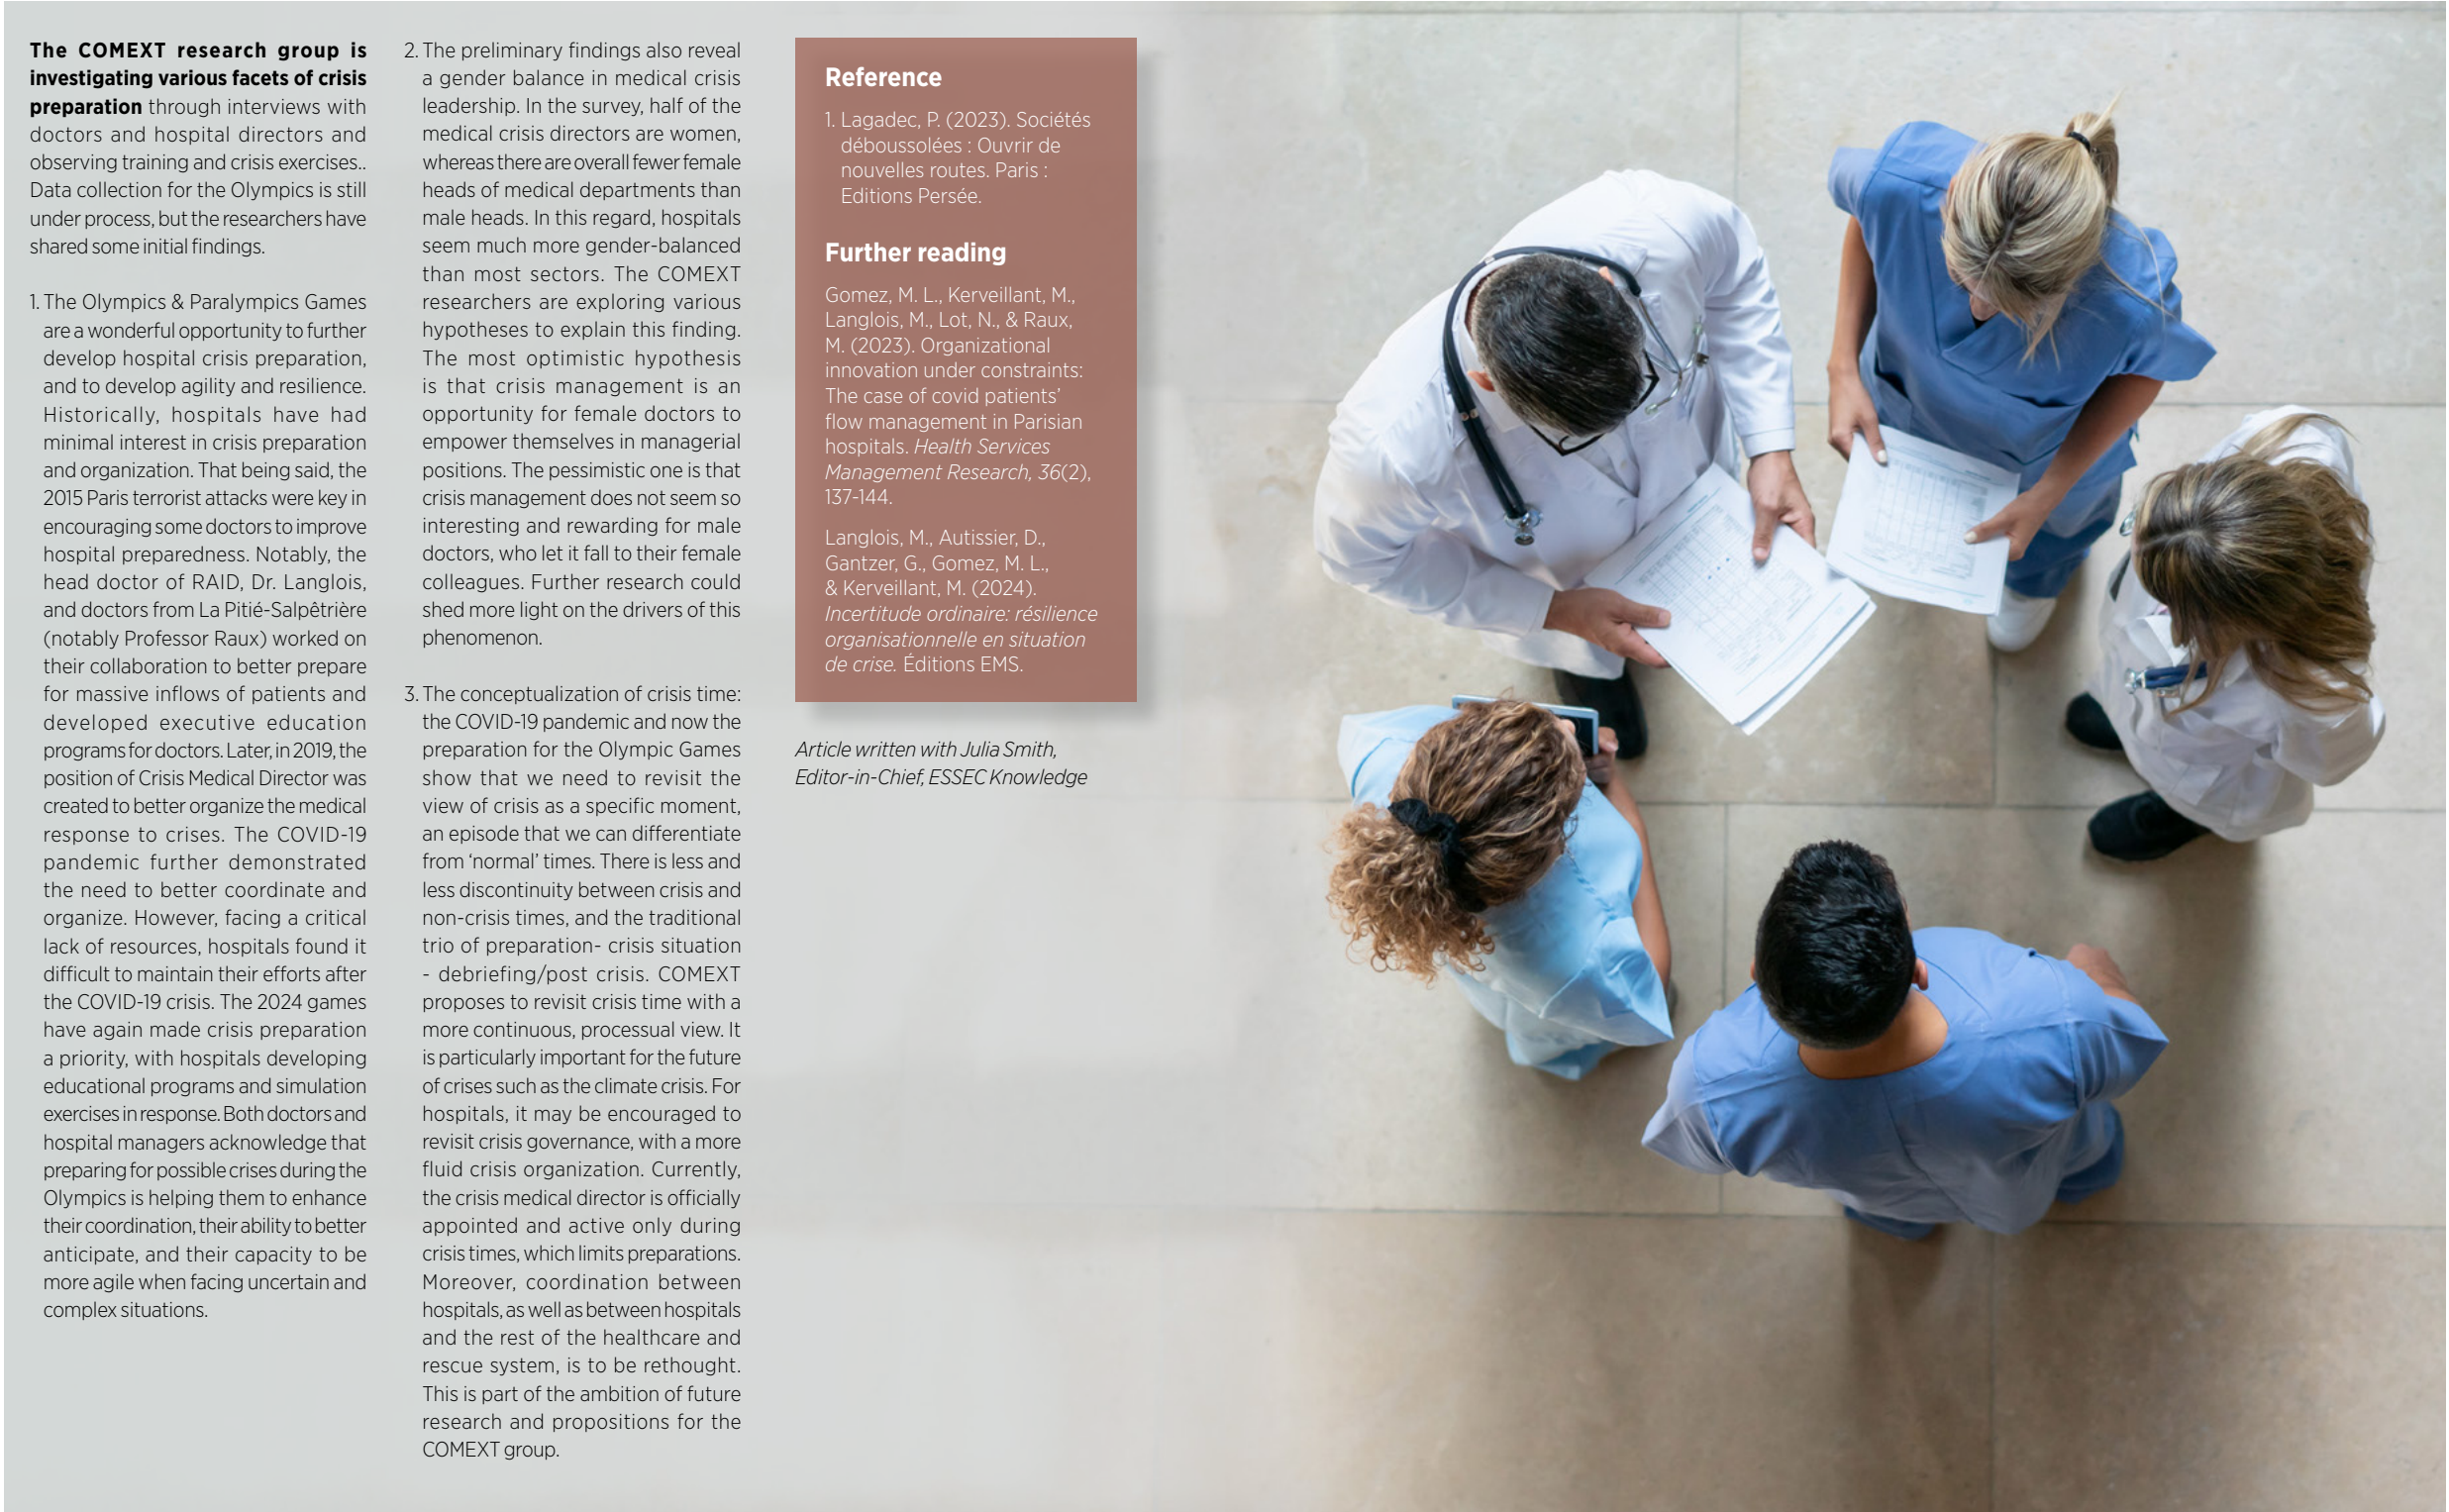 The COMEXT research group is
investigating various facets of crisis
preparation through interviews with
doctors and hospital directors and
observing training and crisis exercises..
Data collection for the Olympics is still
under process, but the researchers have
shared some initial findings.
1. The Olympics & Paralympics Games
are a wonderful opportunity to further
develop hospital crisis preparation,
and to develop agility and resilience.
Historically, hospitals have had
minimal interest in crisis preparation
and organization. That being said, the
2015 Paris terrorist attacks were key in
encouraging some doctors to improve
hospital preparedness. Notably, the
head doctor of RAID, Dr. Langlois,
and doctors from La Pitié-Salpêtrière
(notably Professor Raux) worked on
their collaboration to better prepare
for massive inflows of patients and
developed executive education
programs for doctors. Later, in 2019, the
position of Crisis Medical Director was
created to better organize the medical
response to crises. The COVID-19
pandemic further demonstrated
the need to better coordinate and
organize. However, facing a critical
lack of resources, hospitals found it
difficult to maintain their efforts after
the COVID-19 crisis. The 2024 games
have again made crisis preparation
a priority, with hospitals developing
educational programs and simulation
exercises in response. Both doctors and
hospital managers acknowledge that
preparing for possible crises during the
Olympics is helping them to enhance
their coordination, their ability to better
anticipate, and their capacity to be
more agile when facing uncertain and
complex situations.
2. The preliminary findings also reveal
a gender balance in medical crisis
leadership. In the survey, half of the
medical crisis directors are women,
whereas there are overall fewer female
heads of medical departments than
male heads. In this regard, hospitals
seem much more gender-balanced
than most sectors. The COMEXT
researchers are exploring various
hypotheses to explain this finding.
The most optimistic hypothesis
is that crisis management is an
opportunity for female doctors to
empower themselves in managerial
positions. The pessimistic one is that
crisis management does not seem so
interesting and rewarding for male
doctors, who let it fall to their female
colleagues. Further research could
shed more light on the drivers of this
phenomenon.
3. The conceptualization of crisis time:
the COVID-19 pandemic and now the
preparation for the Olympic Games
show that we need to revisit the
view of crisis as a specific moment,
an episode that we can differentiate
from ‘normal’ times. There is less and
less discontinuity between crisis and
non-crisis times, and the traditional
trio of preparation- crisis situation
- debriefing/post crisis. COMEXT
proposes to revisit crisis time with a
more continuous, processual view. It
is particularly important for the future
of crises such as the climate crisis. For
hospitals, it may be encouraged to
revisit crisis governance, with a more
fluid crisis organization. Currently,
the crisis medical director is officially
appointed and active only during
crisis times, which limits preparations.
Moreover, coordination between
hospitals, as well as between hospitals
and the rest of the healthcare and
rescue system, is to be rethought.
This is part of the ambition of future
research and propositions for the
COMEXT group.
Reference
1. Lagadec, P. (2023). Sociétés
déboussolées : Ouvrir de
nouvelles routes. Paris :
Editions Persée.
Further reading
Gomez, M. L., Kerveillant, M.,
Langlois, M., Lot, N., & Raux,
M. (2023). Organizational
innovation under constraints:
The case of covid patients’
flow management in Parisian
hospitals. Health Services
Management Research, 36(2),
137-144.
Langlois, M., Autissier, D.,
Gantzer, G., Gomez, M. L.,
& Kerveillant, M. (2024).
Incertitude ordinaire: résilience
organisationnelle en situation
de crise. Éditions EMS.
Article written with Julia Smith,
Editor-in-Chief, ESSEC Knowledge